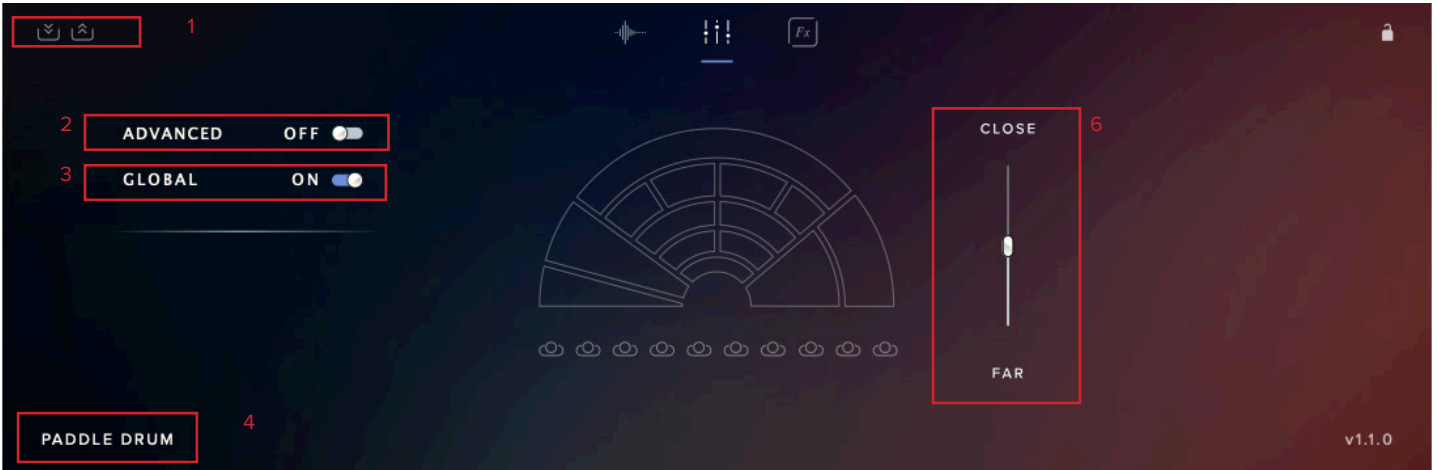 1
Fx
2
ADVANCED OFF
3
GLOBAL ON
CLOSE
6
FAR
4
PADDLE DRUM
v1.1.0